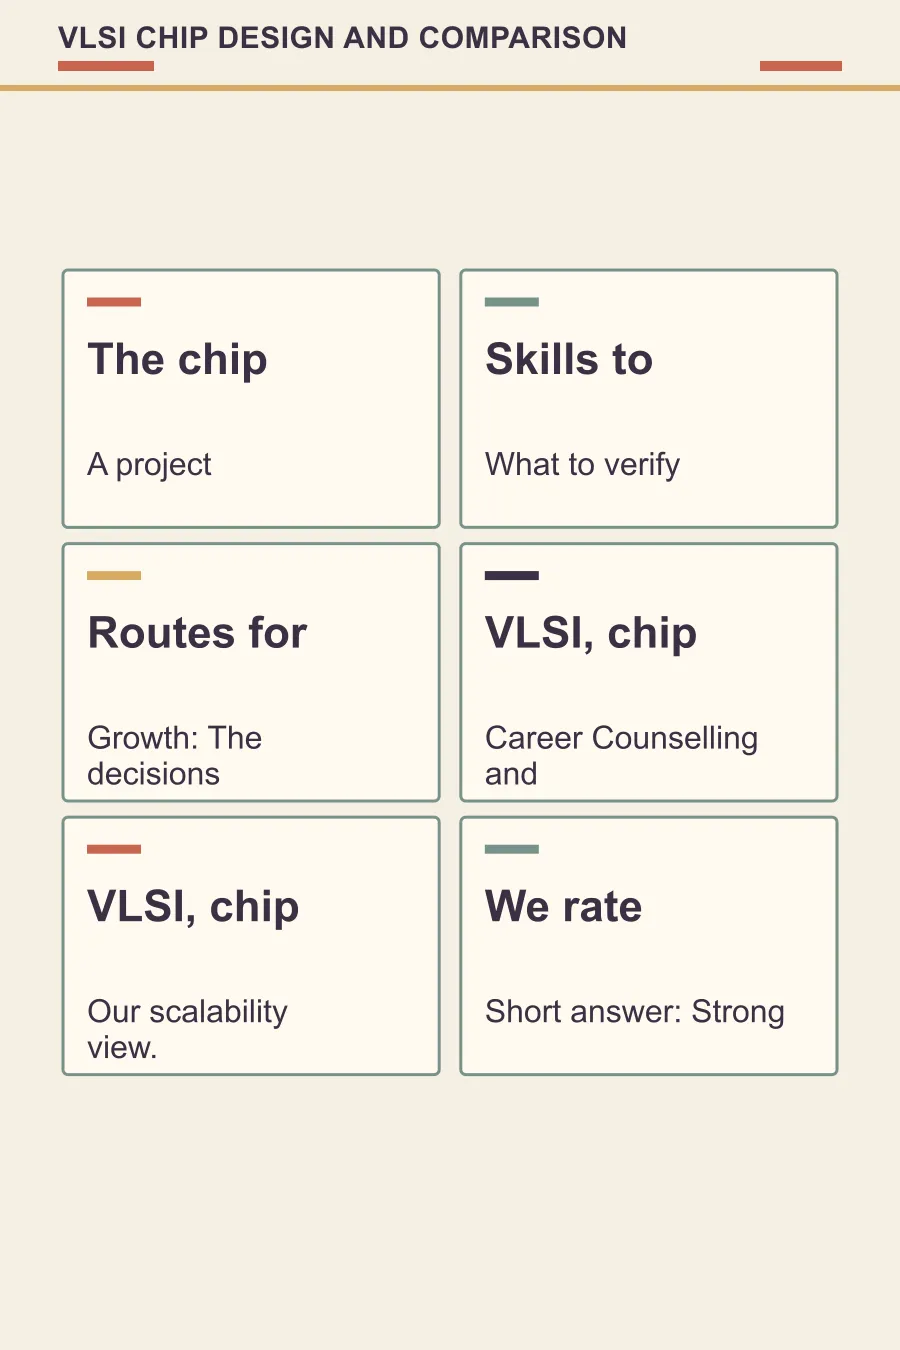 VLSI CHIP DESIGN AND COMPARISON
The chip
A project
Skills to
What to verify
Routes for
Growth: The
decisions
VLSI, chip
Career Counselling
and
VLSI, chip
Our scalability
view.
We rate
Short answer: Strong